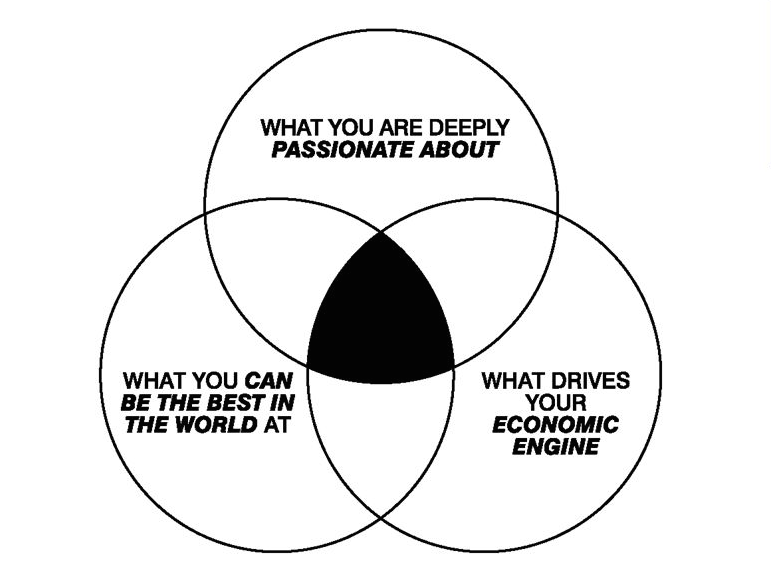 WHAT YOU ARE DEEPLY
PASSIONATE ABOUT
WHAT YOU CAN
BE THE BEST IN
THE WORLD AT
WHAT DRIVES
YOUR
ECONOMIC
ENGINE